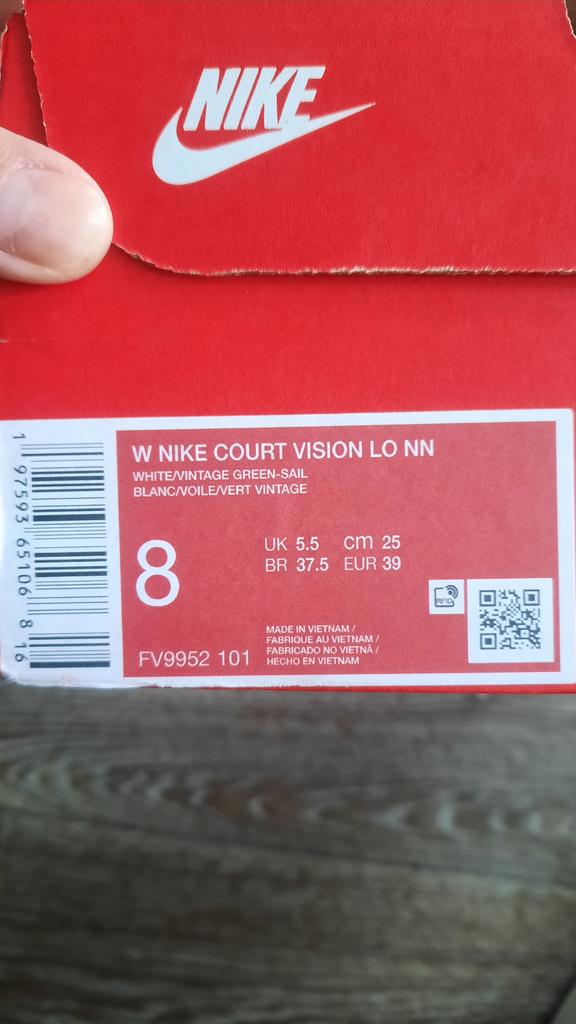 NIKE
W NIKE COURT VISION LO NN
WHITE/VINTAGE GREEN-SAIL
BLANC/VOILE/VERT VINTAGE
8
UK 5.5 cm 25
BR 37.5 EUR 39
RFID
MADE IN VIETNAM /
FABRIQUE AU VIETNAM /
FABRICADO NO VIETNÃ /
HECHO EN VIETNAM
FV9952 101
1 97593 65106 8 16